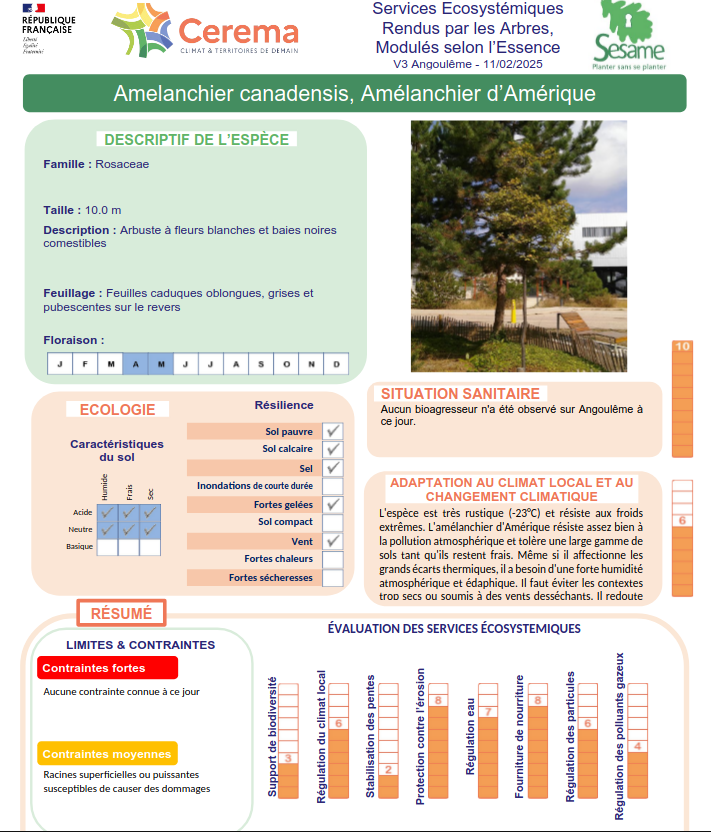 RÉPUBLIQUE
FRANÇAISE
Liberté
Égalité
Fraternité
Cerema
CLIMAT & TERRITOIRES DE DEMAIN
Services Ecosystémiques
Rendus par les Arbres,
Modulés selon l'Essence
V3 Angoulême - 11/02/2025
Sesame
Planter sans se planter
Amelanchier canadensis, Amélanchier d'Amérique
DESCRIPTIF DE L'ESPÈCE
Famille : Rosaceae
Taille : 10.0 m
Description : Arbuste à fleurs blanches et baies noires
comestibles
Feuillage : Feuilles caduques oblongues, grises et
pubescentes sur le revers
Floraison :
J F M A M J J A S O N D
10
SITUATION SANITAIRE
Aucun bioagresseur n'a été observé sur Angoulême à
ce jour.
ECOLOGIE
Caractéristiques
du sol
Humide
Frais
Sec
Acide
Neutre
Basique
Résilience
Sol pauvre
Sol calcaire
Sel
Inondations de courte durée
Fortes gelées
Sol compact
Vent
Fortes chaleurs
Fortes sécheresses
ADAPTATION AU CLIMAT LOCAL ET AU
CHANGEMENT CLIMATIQUE
L'espèce est très rustique (-23°C) et résiste aux froids
extrêmes. L'amélanchier d'Amérique résiste assez bien à
la pollution atmosphérique et tolère une large gamme de
sols tant qu'ils restent frais. Même si il affectionne les
grands écarts thermiques, il a besoin d'une forte humidité
atmosphérique et édaphique. Il faut éviter les contextes
trop secs ou soumis à des vents desséchants. Il redoute
6
RÉSUMÉ
LIMITES & CONTRAINTES
Contraintes fortes
Aucune contrainte connue à ce jour
Contraintes moyennes
Racines superficielles ou puissantes
susceptibles de causer des dommages
ÉVALUATION DES SERVICES ÉCOSYSTÉMIQUES
Support de biodiversité
3
Régulation du climat local
6
Stabilisation des pentes
2
Protection contre l'érosion
8
Régulation eau
7
Fourniture de nourriture
8
Régulation des particules
6
Régulation des polluants gazeux
4